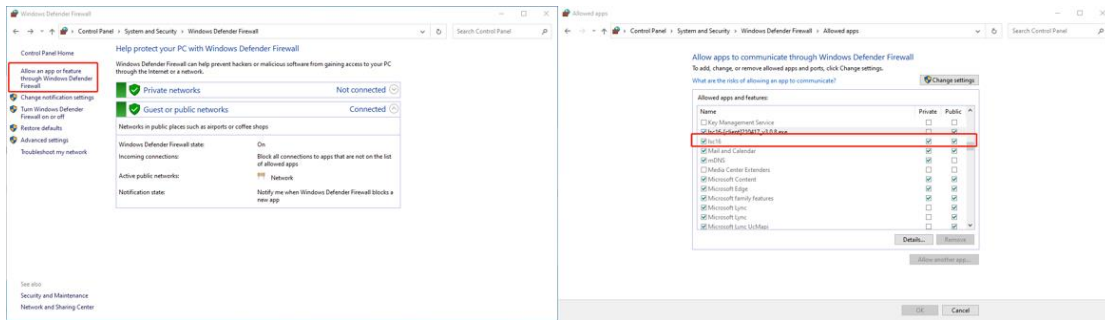 Windows Defender Firewall
Control Panel > System and Security > Windows Defender Firewall
Search Control Panel
Control Panel Home
Allow an app or feature
through Windows Defender
Firewall
Change notification settings
Turn Windows Defender
Firewall on or off
Restore defaults
Advanced settings
Troubleshoot my network
See also
Security and Maintenance
Network and Sharing Center
Help protect your PC with Windows Defender Firewall
Windows Defender Firewall can help prevent hackers or malicious software from gaining access to your PC
through the Internet or a network.
Private networks Not connected
Guest or public networks Connected
Networks in public places such as airports or coffee shops
Windows Defender Firewall state: On
Incoming connections: Block all connections to apps that are not on the list
of allowed apps
Active public networks: Network
Notification state: Notify me when Windows Defender Firewall blocks a
new app
Allowed apps
Control Panel > System and Security > Windows Defender Firewall > Allowed apps
Search Control Panel
Allow apps to communicate through Windows Defender Firewall
To add, change, or remove allowed apps and ports, click Change settings.
What are the risks of allowing an app to communicate?
Change settings
Allowed apps and features:
Name Private Public
Key Management Service
Mail and Calendar
mDNS
Media Center Extenders
Microsoft Content
Microsoft Edge
Microsoft family features
Microsoft Lync
Microsoft Lync
Microsoft Lync UcMapi
Details... Remove
Allow another app...
OK Cancel